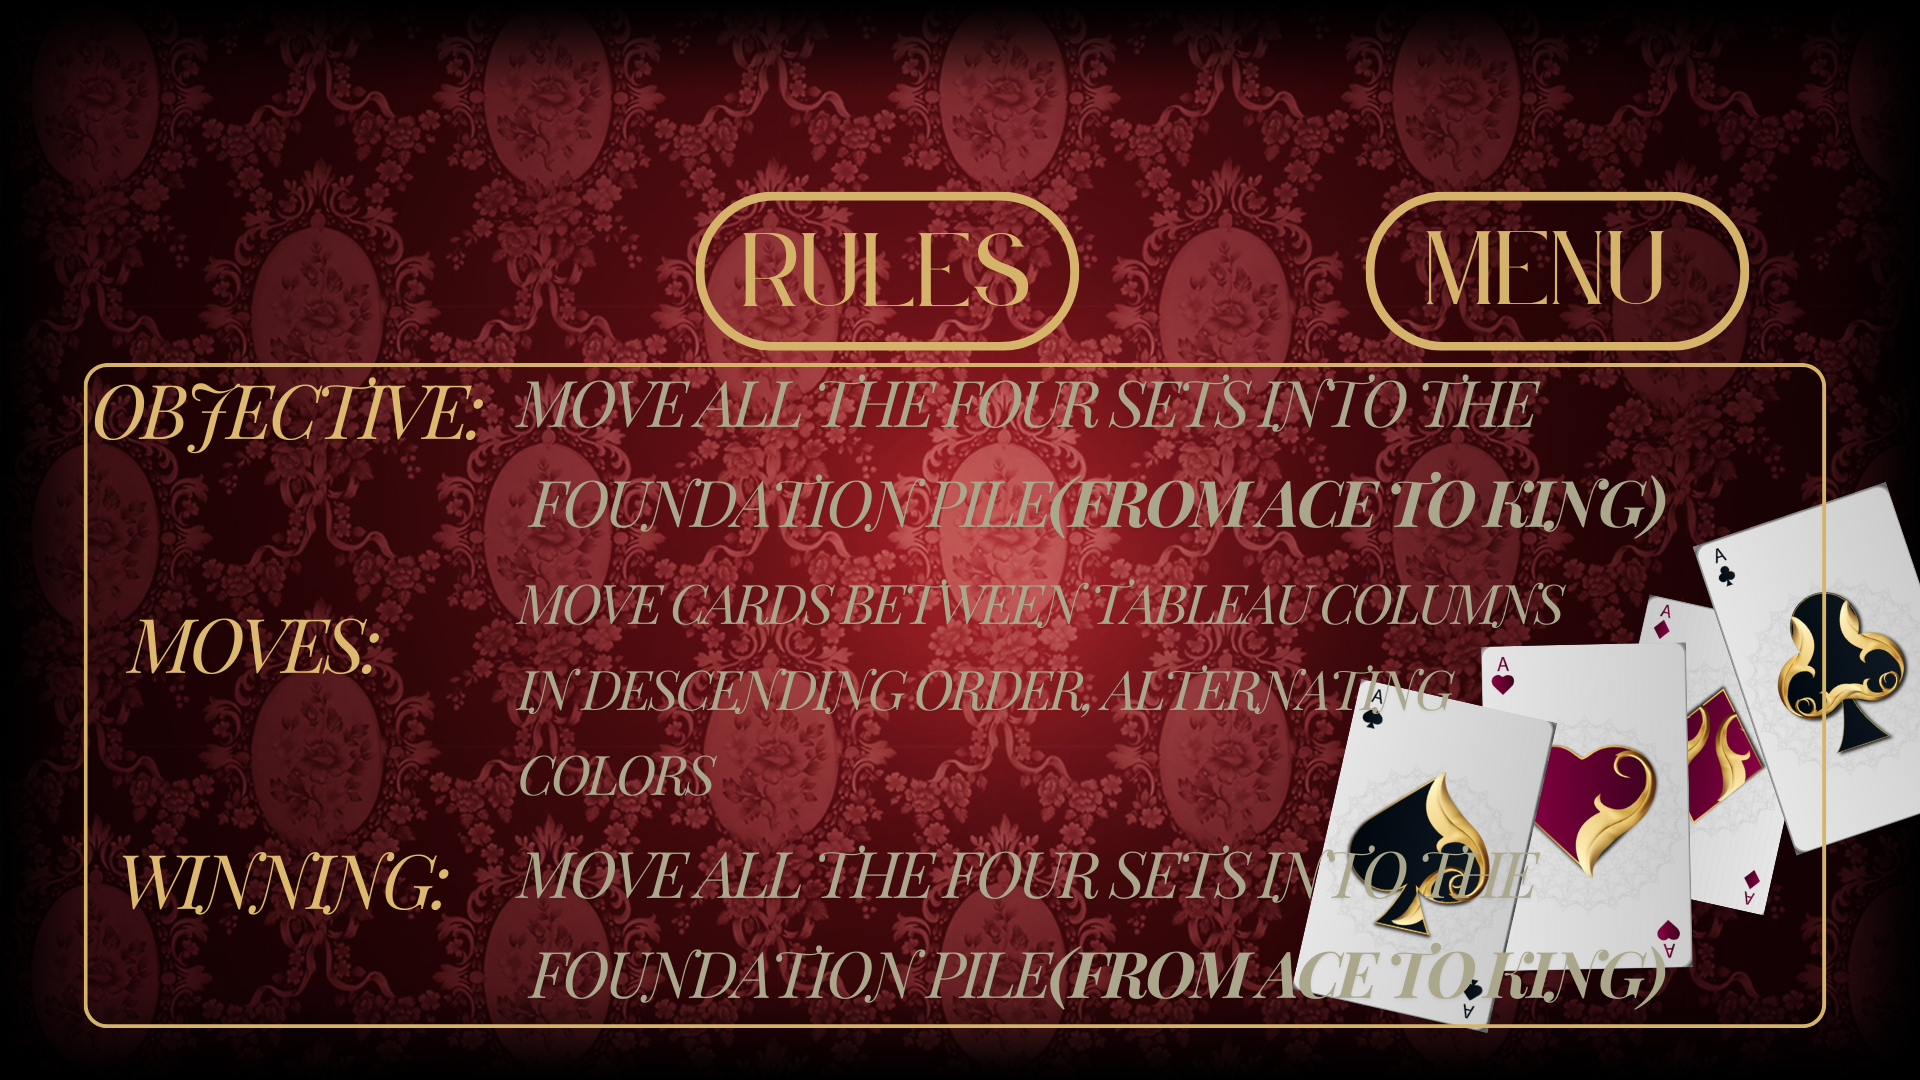 RULES
MENU
OBJECTIVE: MOVE ALL THE FOUR SETS INTO THE
FOUNDATION PILE(FROM ACE TO KING)
MOVES: MOVE CARDS BETWEEN TABLEAU COLUMNS
IN DESCENDING ORDER, ALTERNATING
COLORS
WINNING: MOVE ALL THE FOUR SETS INTO THE
FOUNDATION PILE(FROM ACE TO KING)
A
A
A
A
A
A
A